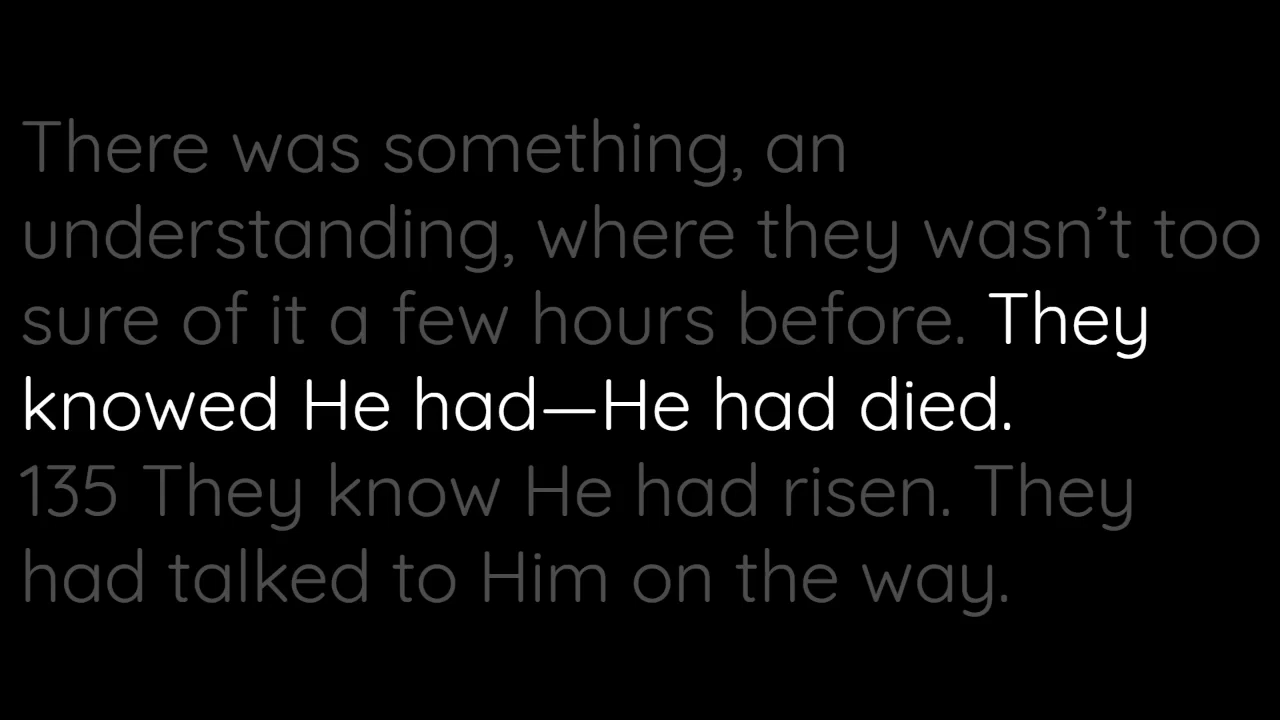 There was something, an
understanding, where they wasn’t too
sure of it a few hours before. They
knowed He had—He had died.
135 They know He had risen. They
had talked to Him on the way.